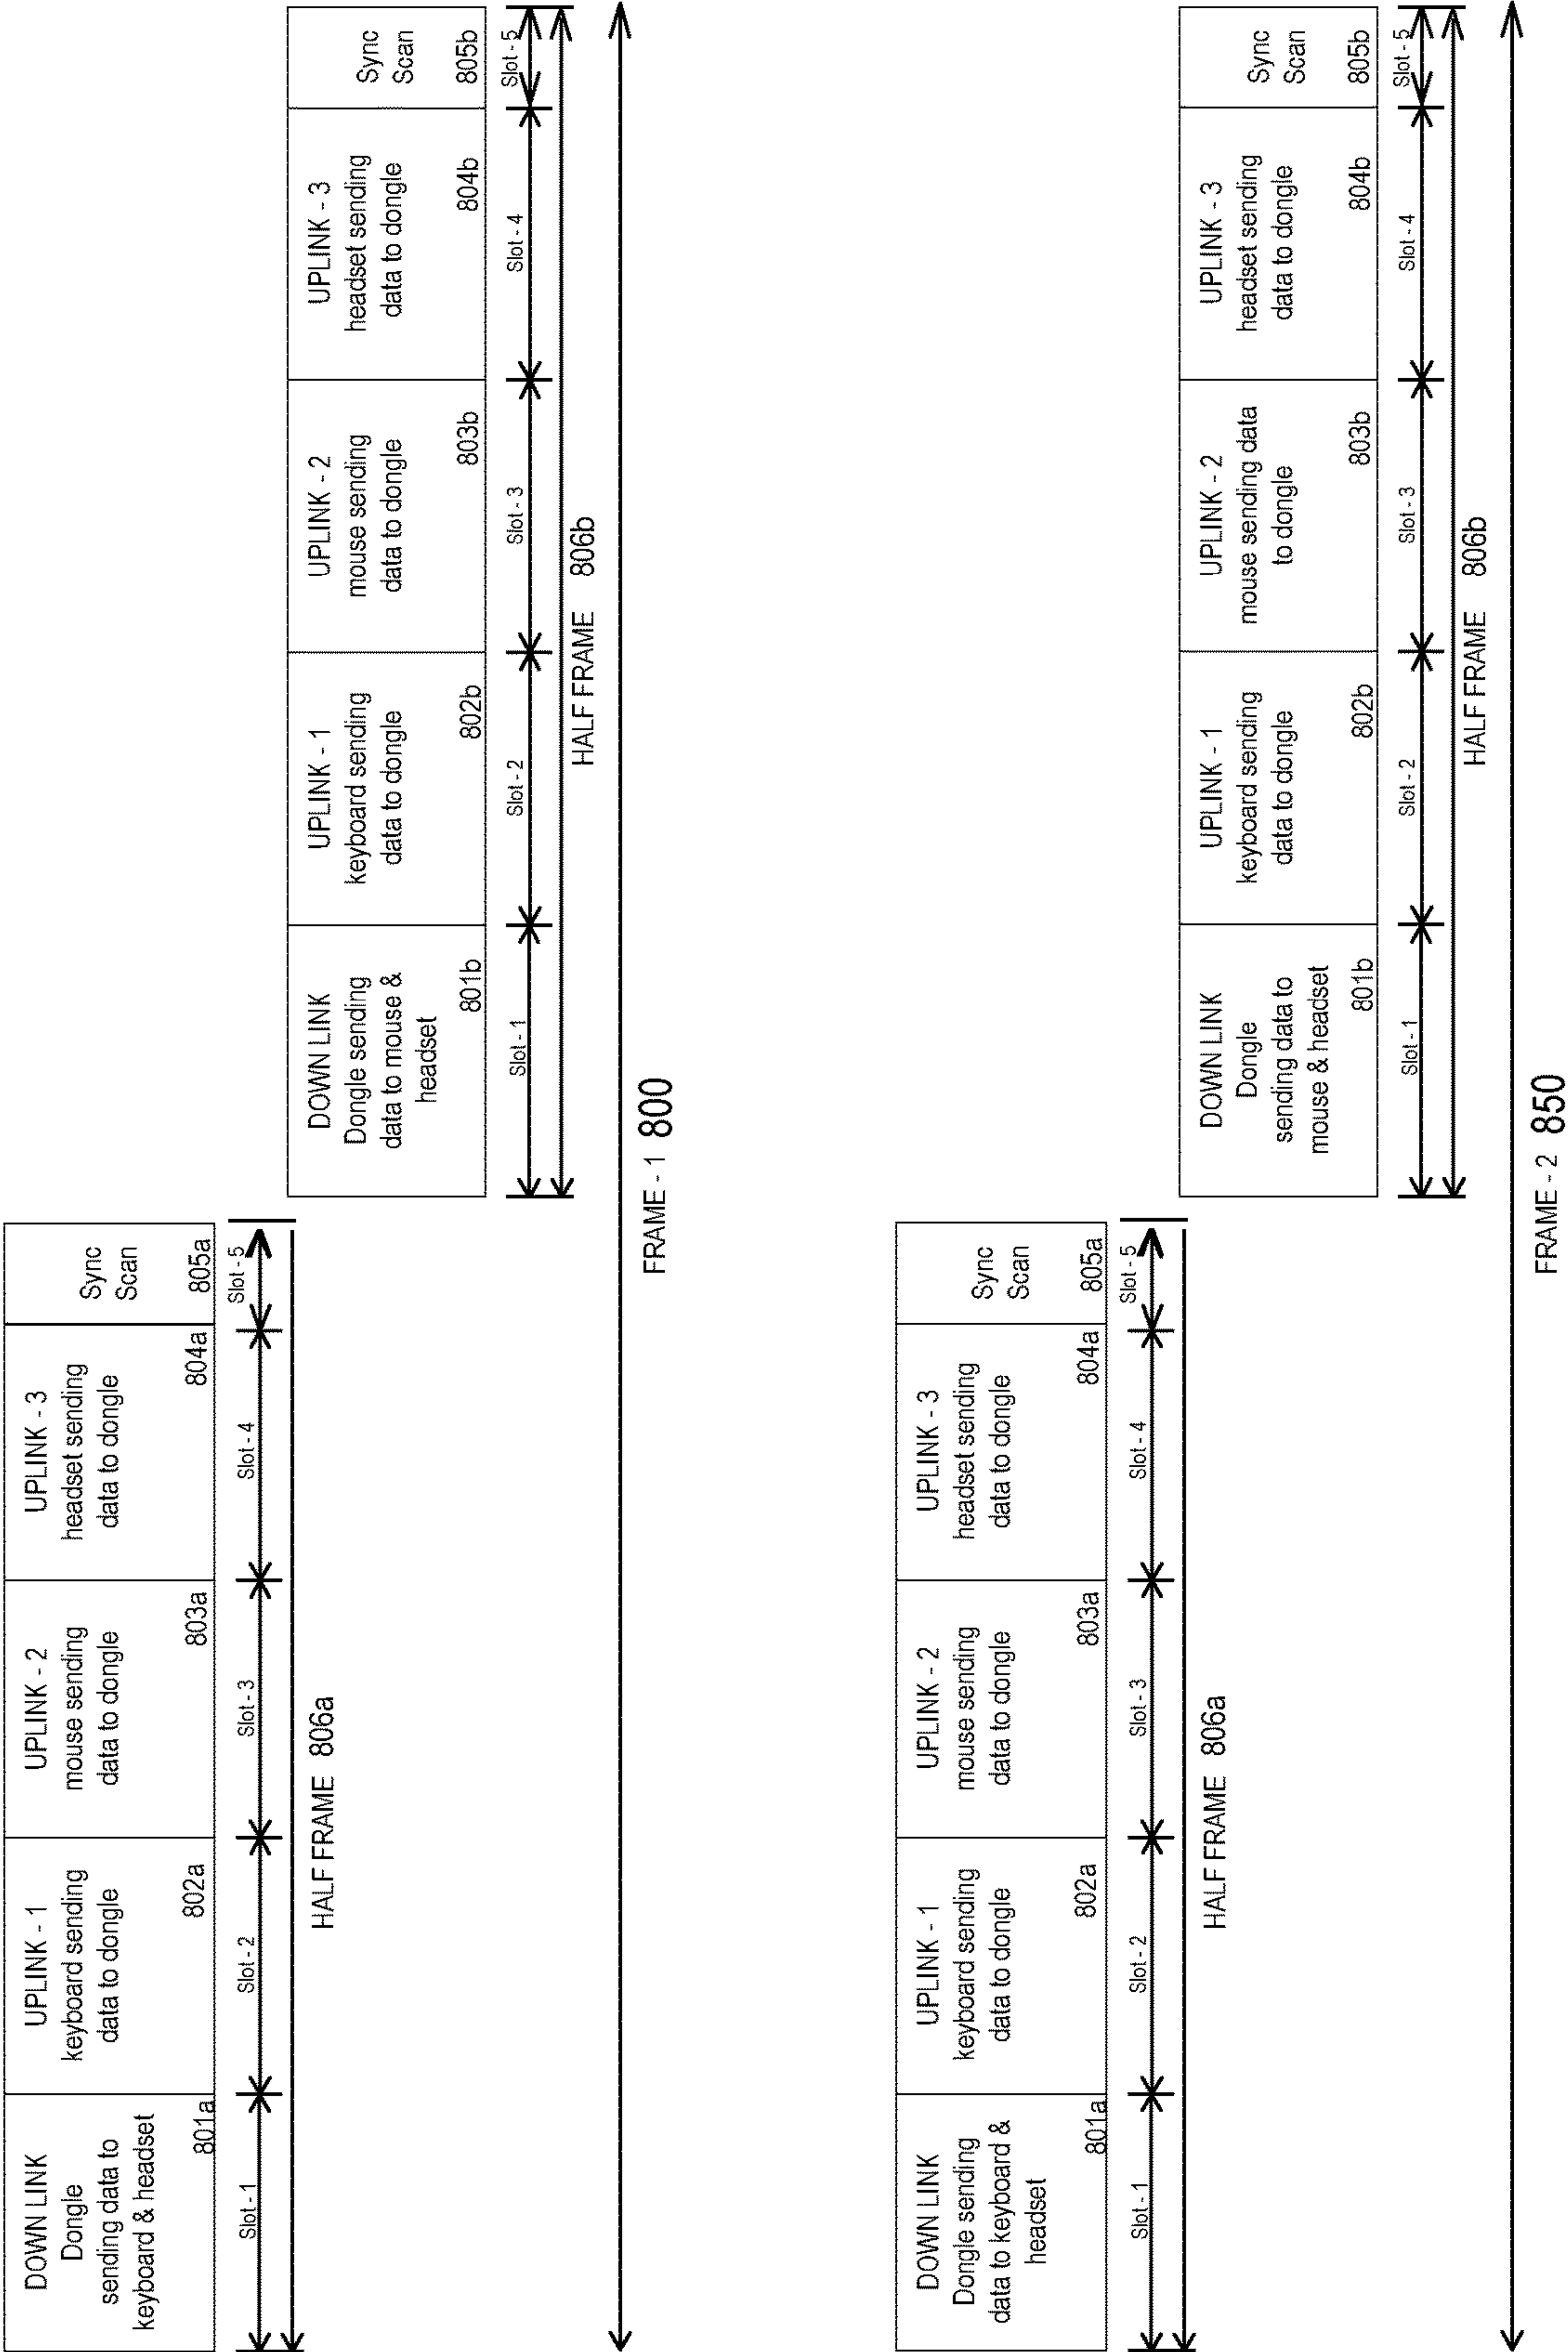 DOWN LINK
Dongle
sending data to
keyboard & headset
801a
UPLINK - 1
keyboard sending
data to dongle
802a
UPLINK - 2
mouse sending
data to dongle
803a
UPLINK - 3
headset sending
data to dongle
804a
Sync
Scan
805a
Slot - 1
Slot - 2
Slot - 3
Slot - 4
Slot - 5
HALF FRAME 806a
DOWN LINK
Dongle sending
data to mouse &
headset
801b
UPLINK - 1
keyboard sending
data to dongle
802b
UPLINK - 2
mouse sending
data to dongle
803b
UPLINK - 3
headset sending
data to dongle
804b
Sync
Scan
805b
Slot - 1
Slot - 2
Slot - 3
Slot - 4
Slot - 5
HALF FRAME 806b
FRAME - 1 800
DOWN LINK
Dongle sending
data to keyboard &
headset
801a
UPLINK - 1
keyboard sending
data to dongle
802a
UPLINK - 2
mouse sending
data to dongle
803a
UPLINK - 3
headset sending
data to dongle
804a
Sync
Scan
805a
Slot - 1
Slot - 2
Slot - 3
Slot - 4
Slot - 5
HALF FRAME 806a
DOWN LINK
Dongle
sending data to
mouse & headset
801b
UPLINK - 1
keyboard sending
data to dongle
802b
UPLINK - 2
mouse sending data
to dongle
803b
UPLINK - 3
headset sending
data to dongle
804b
Sync
Scan
805b
Slot - 1
Slot - 2
Slot - 3
Slot - 4
Slot - 5
HALF FRAME 806b
FRAME - 2 850